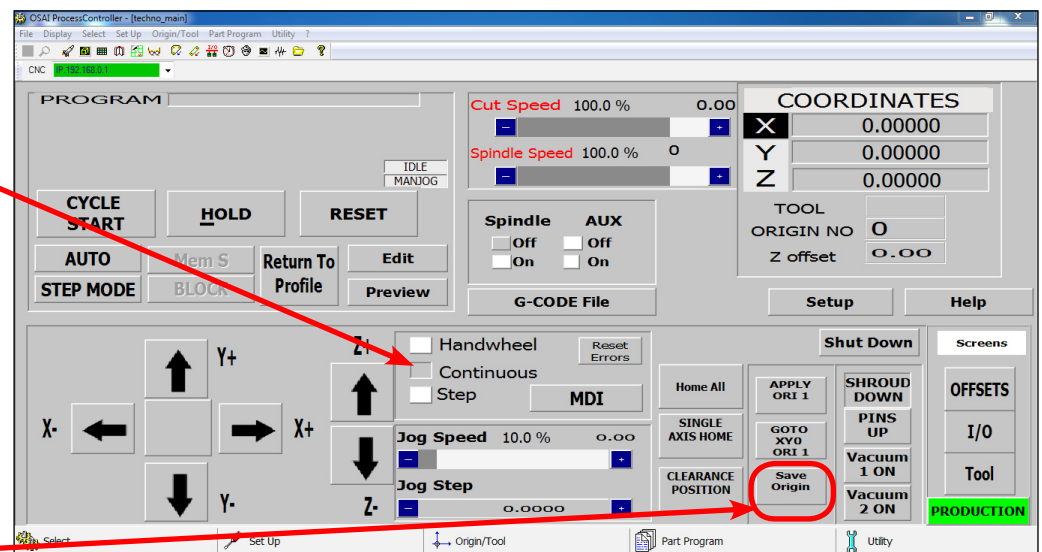 OSAI ProcessController - [techno_main]
File Display Select Set Up Origin/Tool Part Program Utility ?
CNC IP.192.168.0.1
PROGRAM
IDLE
MANJOG
CYCLE START
HOLD
RESET
AUTO
Mem S
Return To Profile
Edit
STEP MODE
BLOCK
Preview
Cut Speed 100.0 % 0.00
- +
Spindle Speed 100.0 % 0
- +
Spindle AUX
Off Off
On On
G-CODE File
COORDINATES
X 0.00000
Y 0.00000
Z 0.00000
TOOL
ORIGIN NO 0
Z offset 0.00
Setup
Help
Y+
X-
X+
Y-
Z+
Z-
Handwheel
Continuous
Step
Reset Errors
MDI
Jog Speed 10.0 % 0.00
- +
Jog Step
- 0.0000 +
Home All
SINGLE AXIS HOME
CLEARANCE POSITION
APPLY ORI 1
GOTO XY0 ORI 1
Save Origin
Shut Down
SHROUD DOWN
PINS UP
Vacuum 1 ON
Vacuum 2 ON
Screens
OFFSETS
I/O
Tool
PRODUCTION
Select
Set Up
Origin/Tool
Part Program
Utility